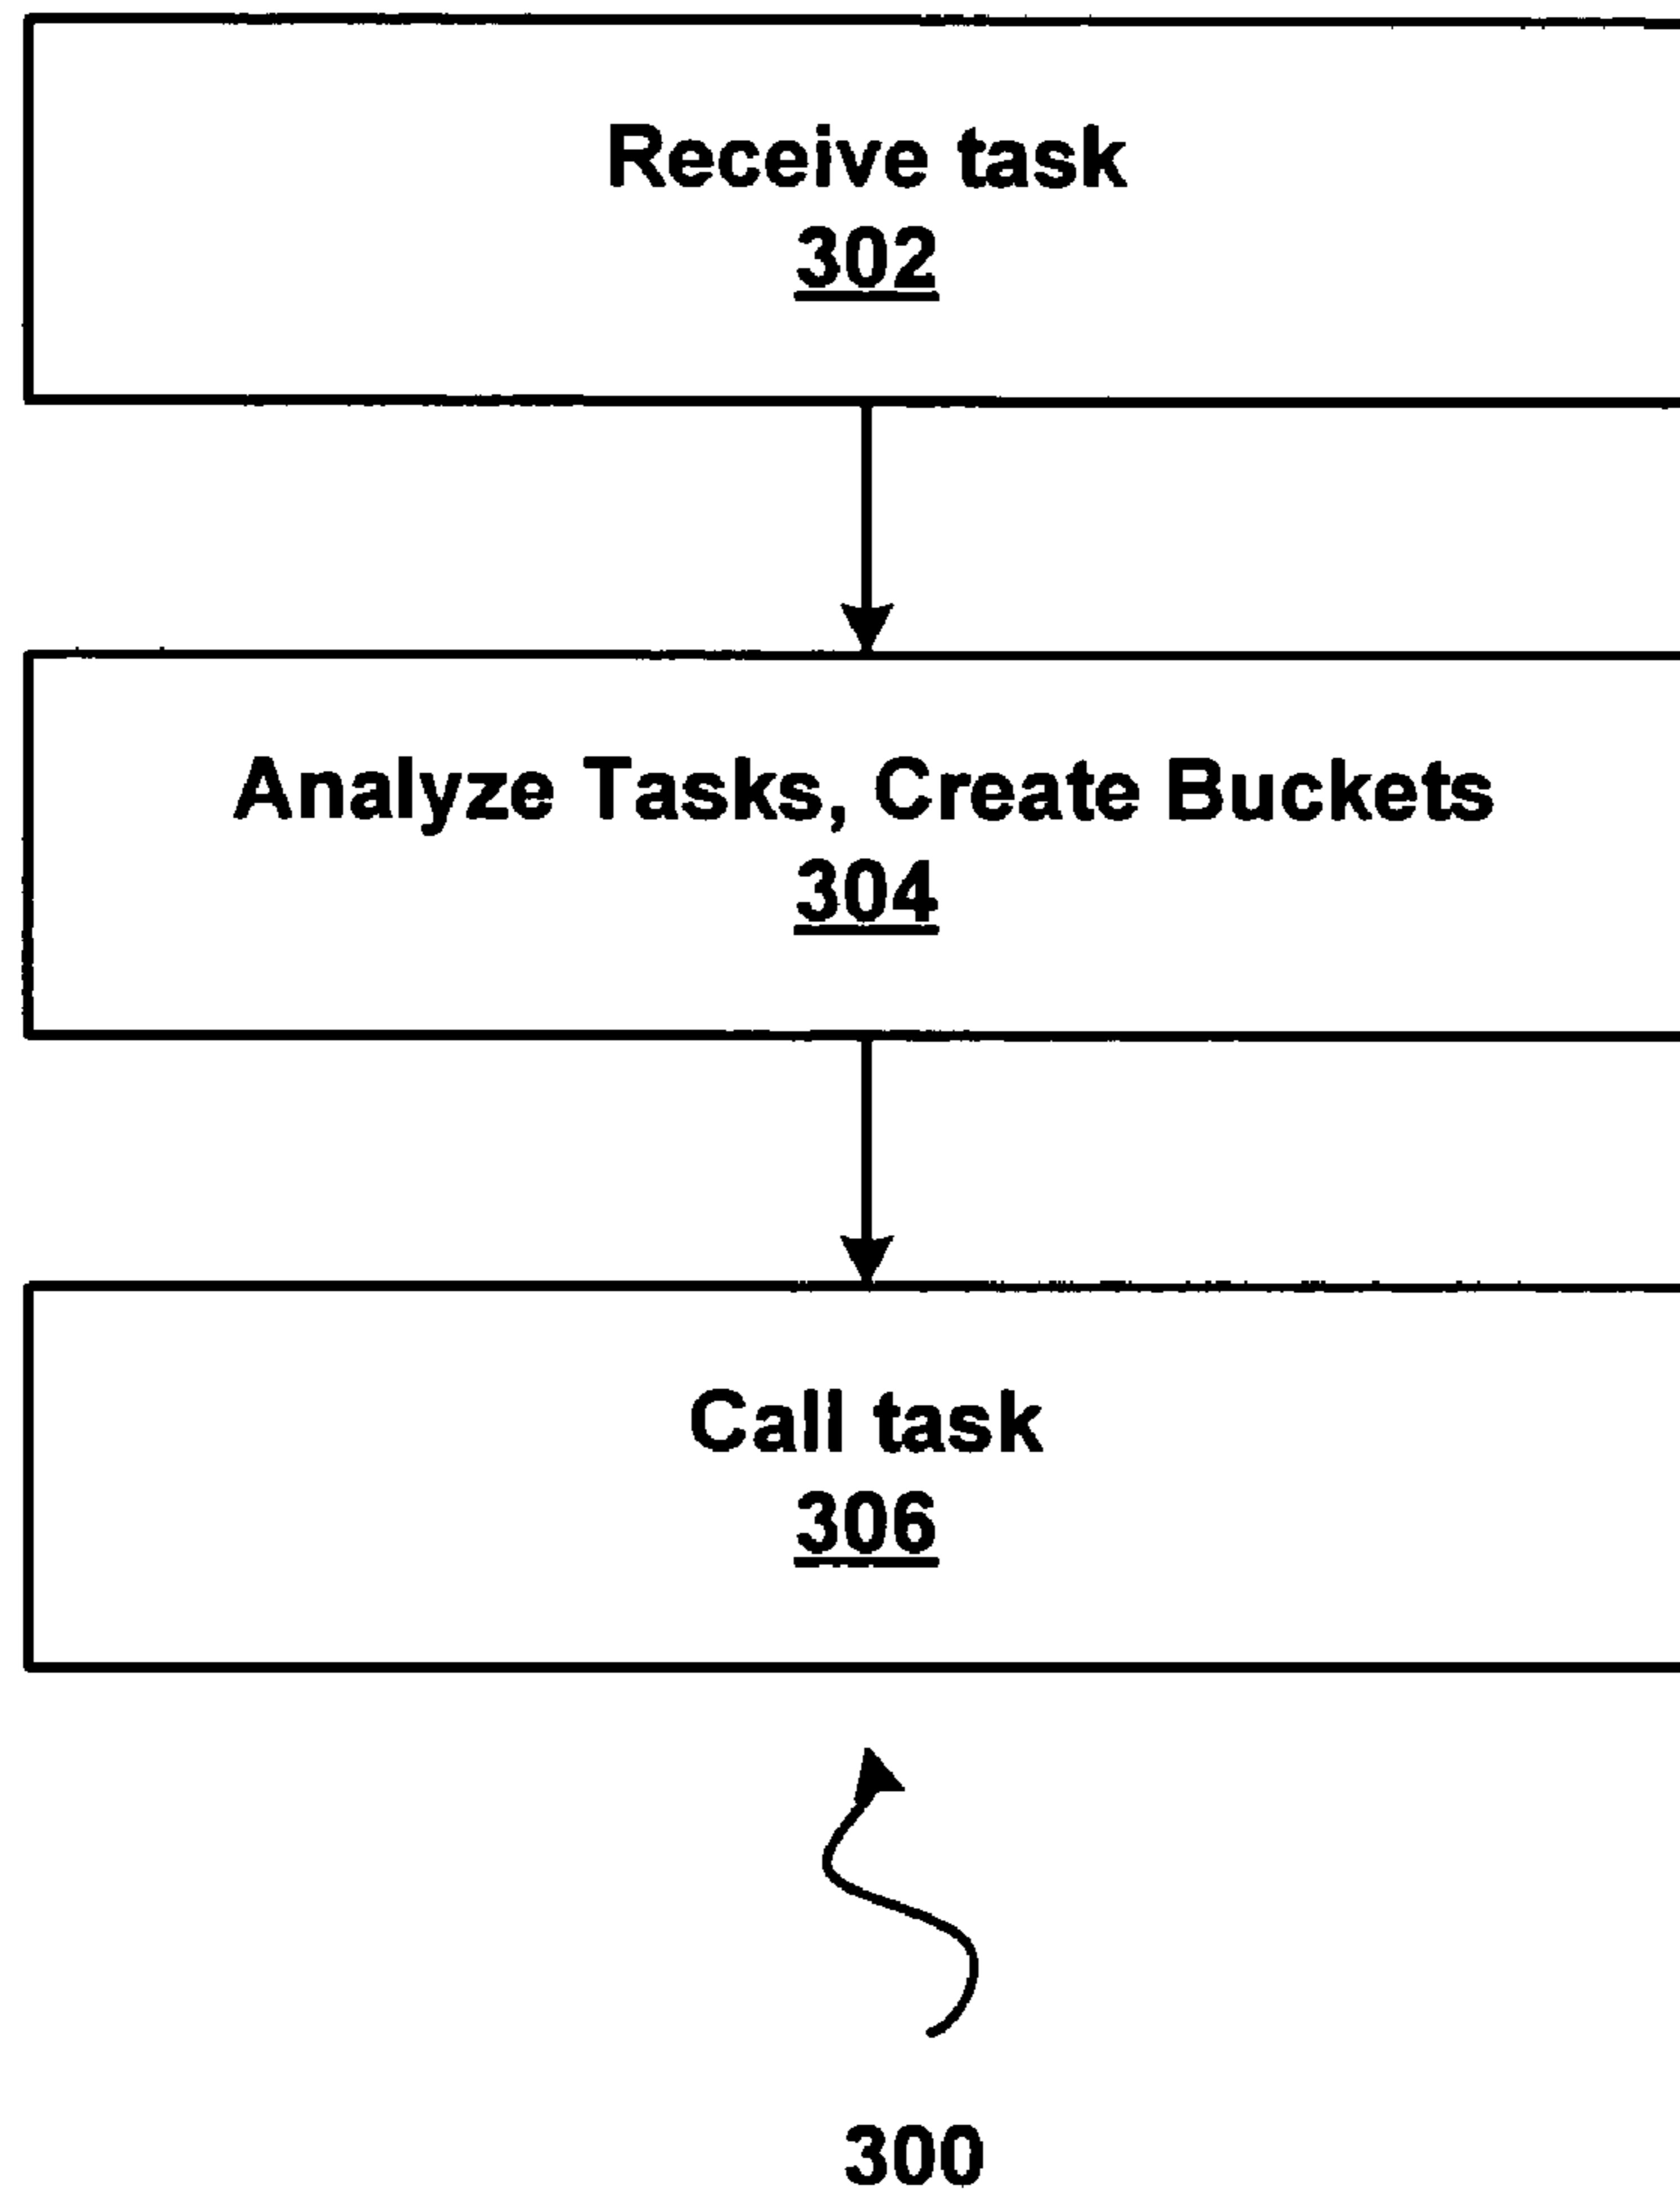 Receive task
302
Analyze Tasks, Create Buckets
304
Call task
306
300